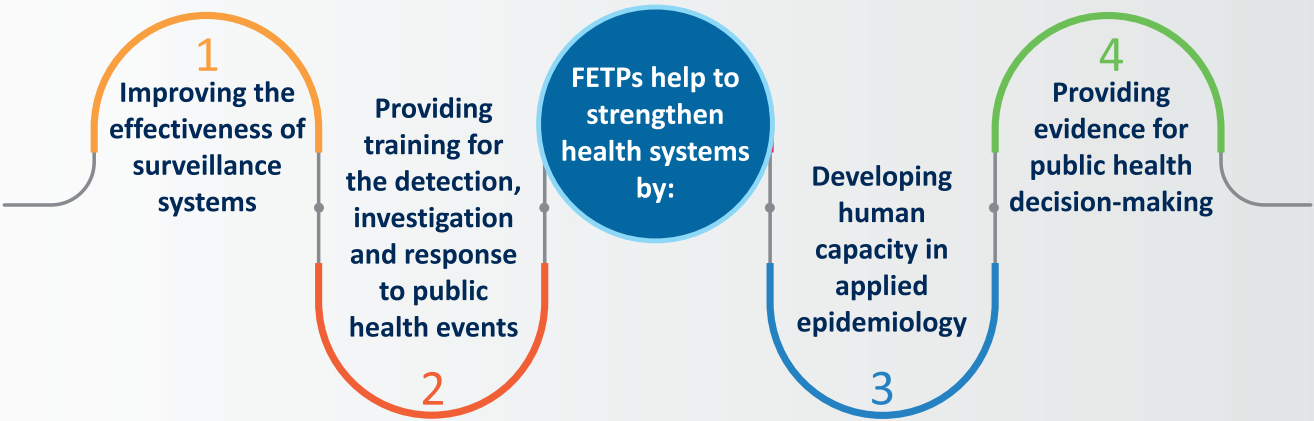 1
Improving the
effectiveness of
surveillance
systems
Providing
training for
the detection,
investigation
and response
to public
health events
2
FETPs help to
strengthen
health systems
by:
Developing
human
capacity in
applied
epidemiology
3
4
Providing
evidence for
public health
decision-making